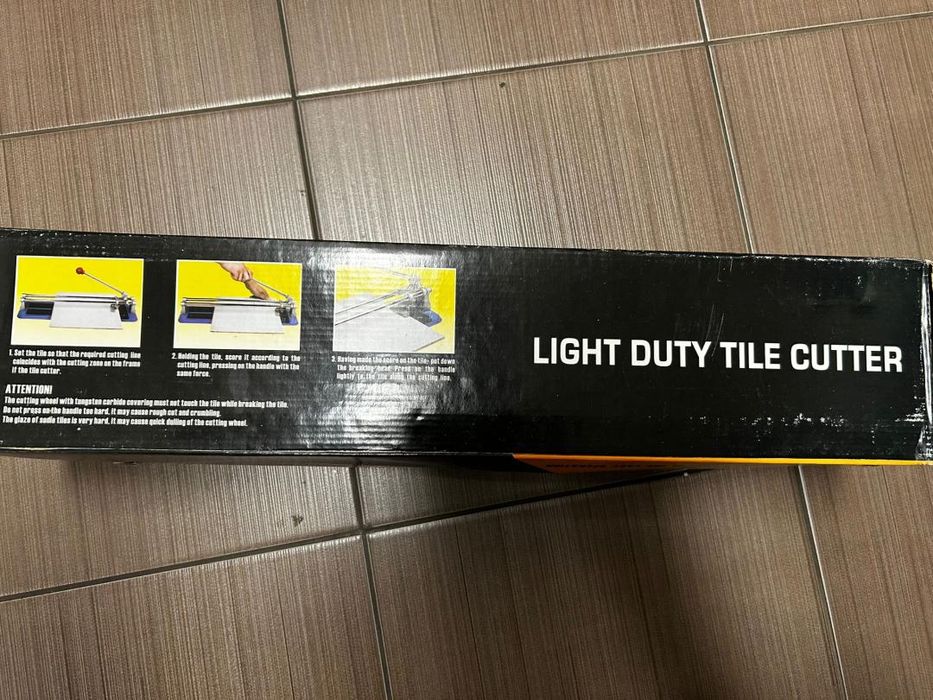 1. Set the tile so that the required cutting line
coincides with the cutting zone on the frame
if the tile cutter.
2. Holding the tile, score it according to the
cutting line, pressing on the handle with the
same force.
3. Having made the score on the tile, put down
the breaking head. Press on the handle
lightly to the tile along the cutting line.
ATTENTION!
The cutting wheel with tungsten carbide covering must not touch the tile while breaking the tile.
Do not press on the handle too hard, it may cause rough cut and crumbling.
The glaze of sodio tiles is very hard, it may cause quick dulling of the cutting wheel.
LIGHT DUTY TILE CUTTER